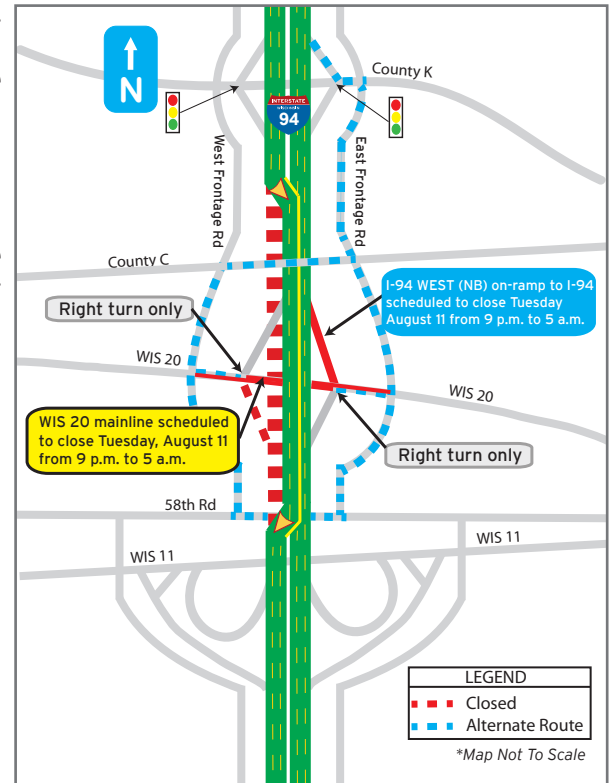 N
County K
INTERSTATE
WISCONSIN
94
West Frontage Rd
East Frontage Rd
County C
I-94 WEST (NB) on-ramp to I-94
scheduled to close Tuesday
August 11 from 9 p.m. to 5 a.m.
Right turn only
WIS 20
WIS 20
WIS 20 mainline scheduled
to close Tuesday, August 11
from 9 p.m. to 5 a.m.
Right turn only
58th Rd
WIS 11
WIS 11
LEGEND
Closed
Alternate Route
*Map Not To Scale